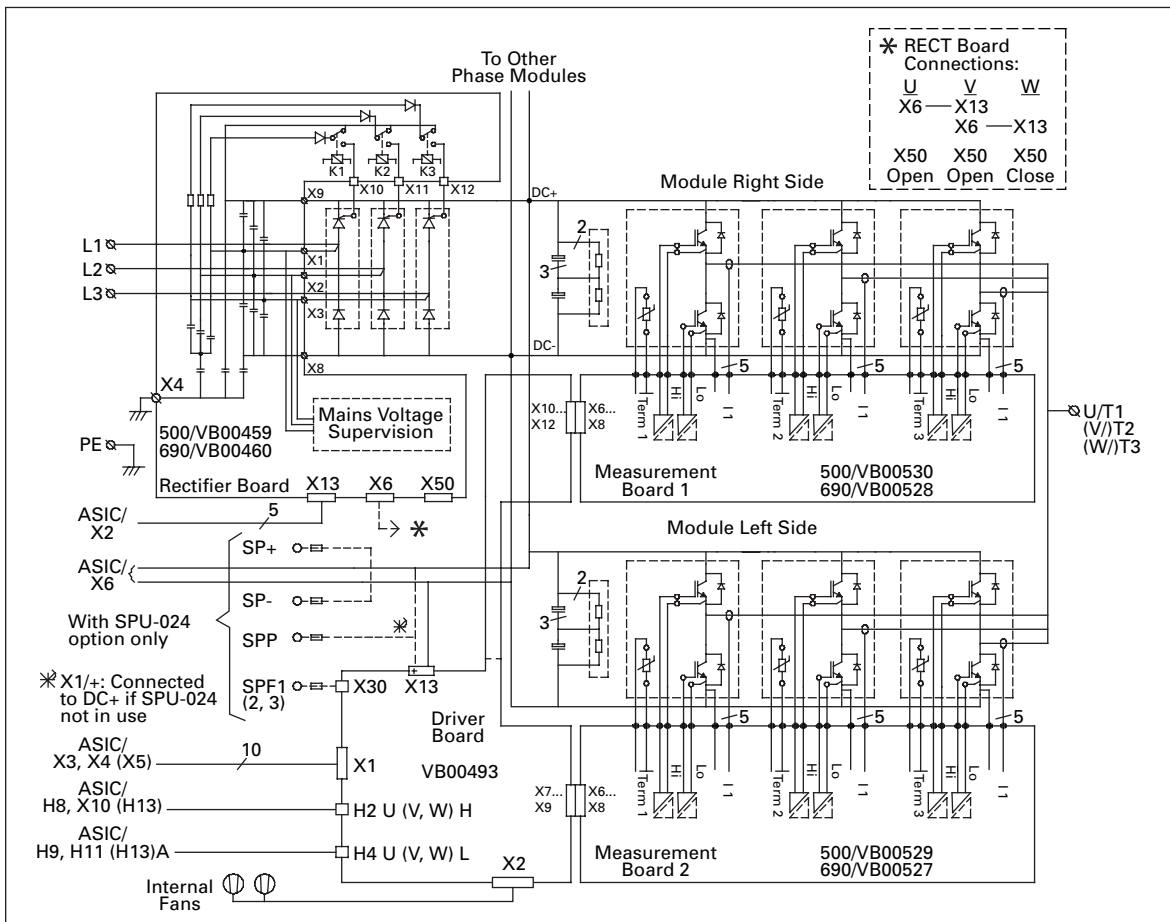 To Other
Phase Modules
RECT Board
Connections:
U V W
X6 X13
X6 X13
X50 X50 X50
Open Open Close
K1 K2 K3
X10 X11 X12
X9
DC+
Module Right Side
L1
L2
L3
X1
X2
X3
2
3
DC-
X8
X4
5 5 5
Term 1 Hi Lo I 1
Term 2 Hi Lo I 1
Term 3 Hi Lo I 1
Mains Voltage
Supervision
X10...
X12
X6...
X8
U/T1
(V/)T2
(W/)T3
PE
500/VB00459
690/VB00460
Rectifier Board
X13 X6 X50
Measurement
Board 1
500/VB00530
690/VB00528
ASIC/
X2
5
Module Left Side
SP+
ASIC/
X6
SP-
With SPU-024
option only
SPP
2
3
X1/+: Connected
to DC+ if SPU-024
not in use
SPF1
(2, 3)
X30
+
X13
5 5 5
Driver
Board
VB00493
ASIC/
X3, X4 (X5)
10
X1
Term 1 Hi Lo I 1
Term 2 Hi Lo I 1
Term 3 Hi Lo I 1
X7...
X9
X6...
X8
ASIC/
H8, X10 (H13)
H2 U (V, W) H
ASIC/
H9, H11 (H13)A
H4 U (V, W) L
X2
Measurement
Board 2
500/VB00529
690/VB00527
Internal
Fans